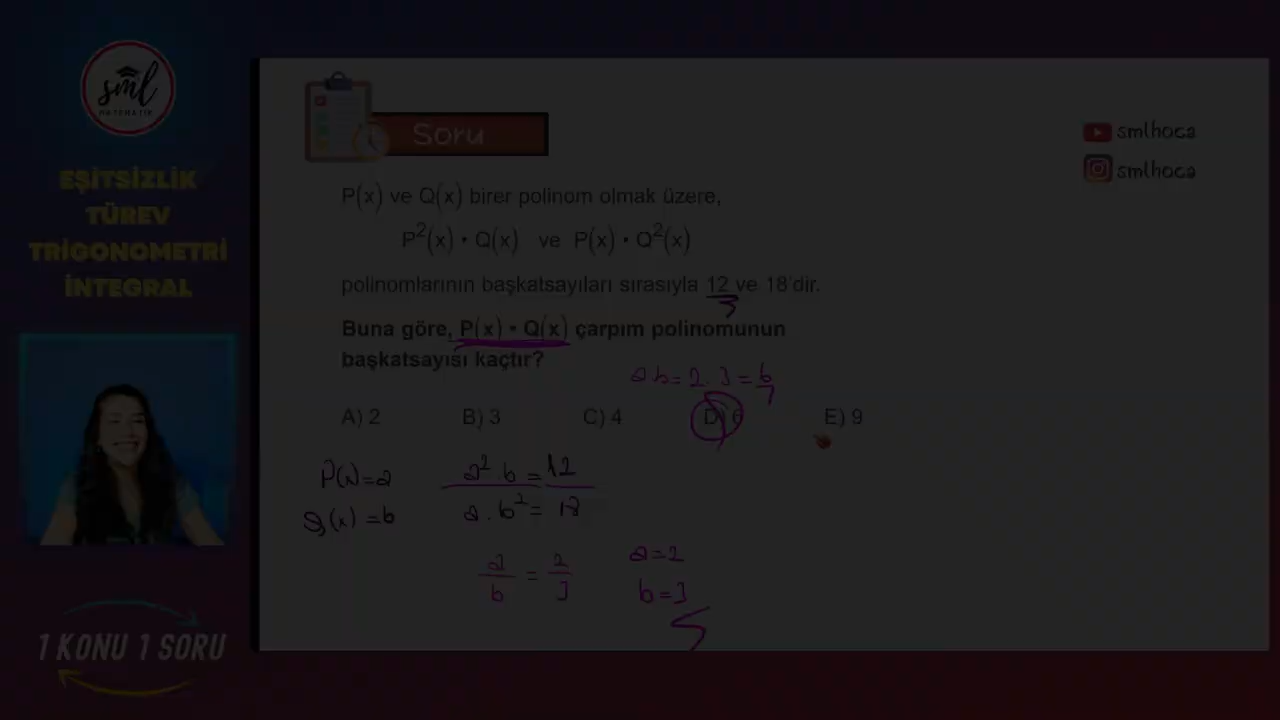 sml
MATEMATİK
EŞİTSİZLİK
TÜREV
TRİGONOMETRİ
İNTEGRAL
1 KONU 1 SORU
Soru
smlhoca
smlhoca
P(x) ve Q(x) birer polinom olmak üzere,
P²(x) • Q(x) ve P(x) • Q²(x)
polinomlarının başkatsayıları sırasıyla 12 ve 18'dir.
Buna göre, P(x) • Q(x) çarpım polinomunun
başkatsayısı kaçtır?
a b = 2 . 3 = 6
A) 2 B) 3 C) 4 D) 6 E) 9
P(x) = a
Q(x) = b
a² . b = 12
a . b² = 18
a/b = 2/3
a = 2
b = 3